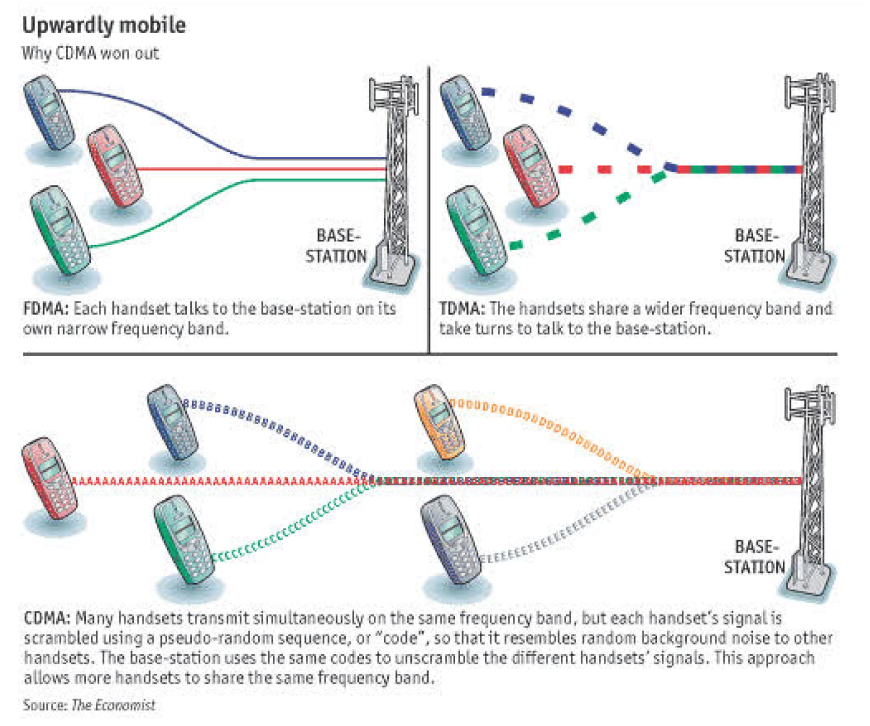 Upwardly mobile
Why CDMA won out
BASE-
STATION
FDMA: Each handset talks to the base-station on its
own narrow frequency band.
BASE-
STATION
TDMA: The handsets share a wider frequency band and
take turns to talk to the base-station.
BBBBBBBBBBBBBBBBBBBB
DDDDDDDDDDDDDDDDDDDD
AAAAAAAAAAAAAAAAAAAAAAAAAAAAAAAA
CCCCCCCCCCCCCCCCCCCC
EEEEEEEEEEEEEEEEEEEE
BASE-
STATION
CDMA: Many handsets transmit simultaneously on the same frequency band, but each handset's signal is
scrambled using a pseudo-random sequence, or "code", so that it resembles random background noise to other
handsets. The base-station uses the same codes to unscramble the different handsets' signals. This approach
allows more handsets to share the same frequency band.
Source: The Economist